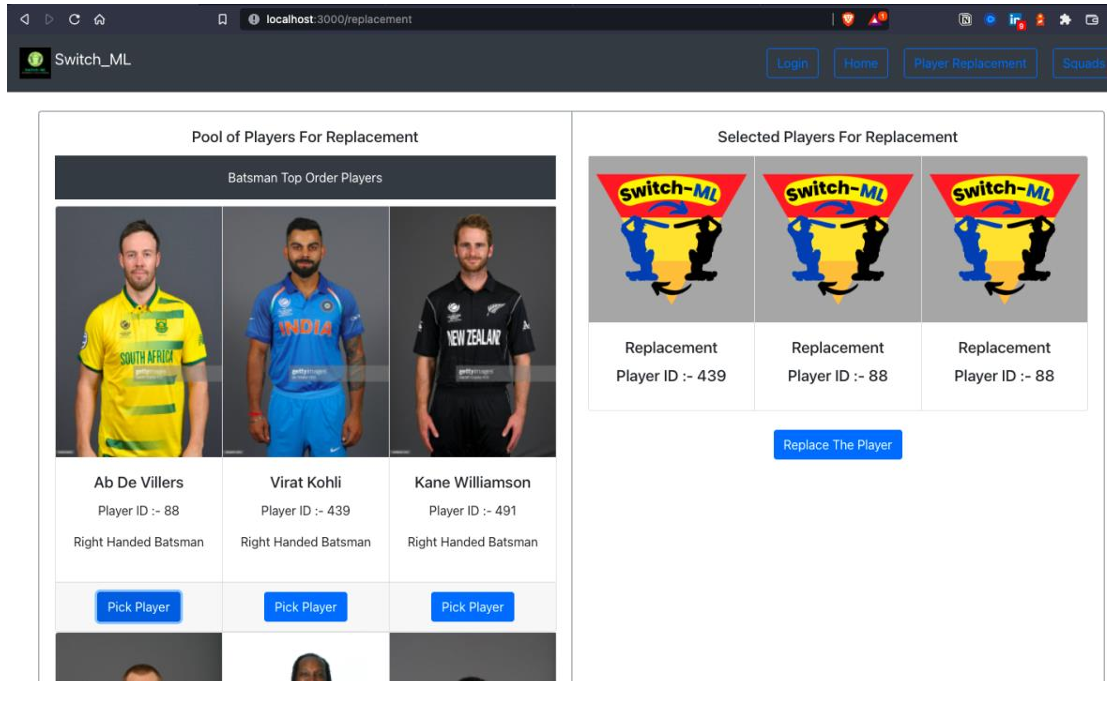 localhost:3000/replacement
Switch_ML
Login
Home
Player Replacement
Squads
Pool of Players For Replacement
Batsman Top Order Players
SOUTH AFRICA
INDIA
NEW ZEALAND
gettyimages
gettyimages
gettyimages
Ab De Villers
Virat Kohli
Kane Williamson
Player ID :- 88
Player ID :- 439
Player ID :- 491
Right Handed Batsman
Right Handed Batsman
Right Handed Batsman
Pick Player
Pick Player
Pick Player
Selected Players For Replacement
Switch-ML
Switch-ML
Switch-ML
Replacement
Replacement
Replacement
Player ID :- 439
Player ID :- 88
Player ID :- 88
Replace The Player